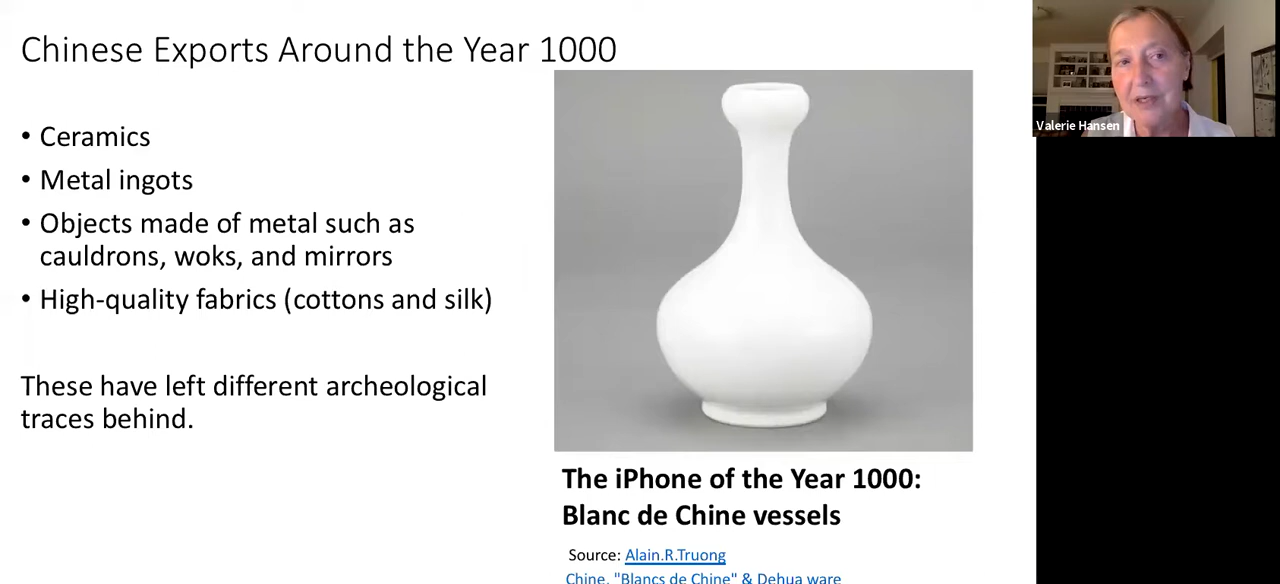 Chinese Exports Around the Year 1000
• Ceramics
• Metal ingots
• Objects made of metal such as
cauldrons, woks, and mirrors
• High-quality fabrics (cottons and silk)
These have left different archeological
traces behind.
The iPhone of the Year 1000:
Blanc de Chine vessels
Source: Alain.R.Truong
Chine. "Blancs de Chine" & Dehua ware
Valerie Hansen